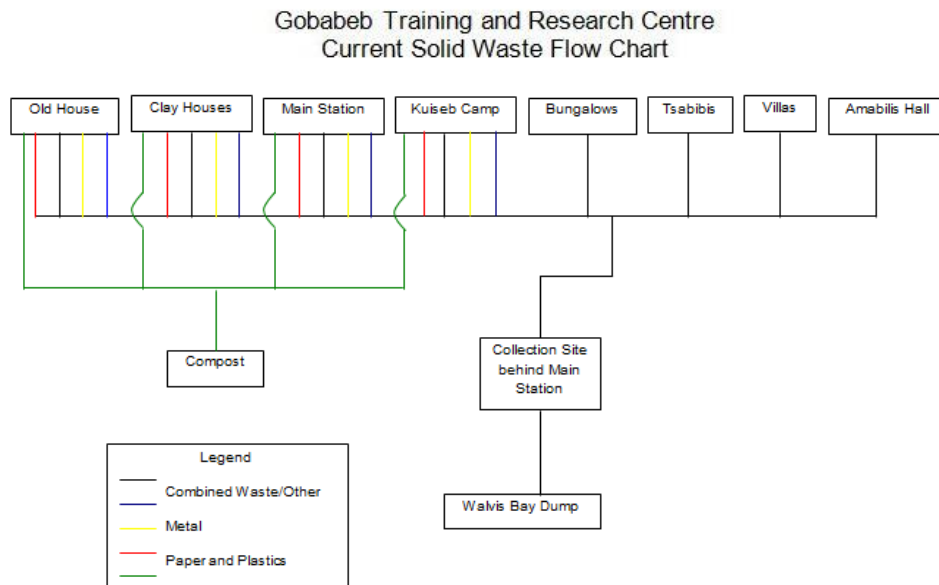 Gobabeb Training and Research Centre
Current Solid Waste Flow Chart
Old House
Clay Houses
Main Station
Kuiseb Camp
Bungalows
Tsabibis
Villas
Amabilis Hall
Compost
Collection Site
behind Main
Station
Walvis Bay Dump
Legend
Combined Waste/Other
Metal
Paper and Plastics